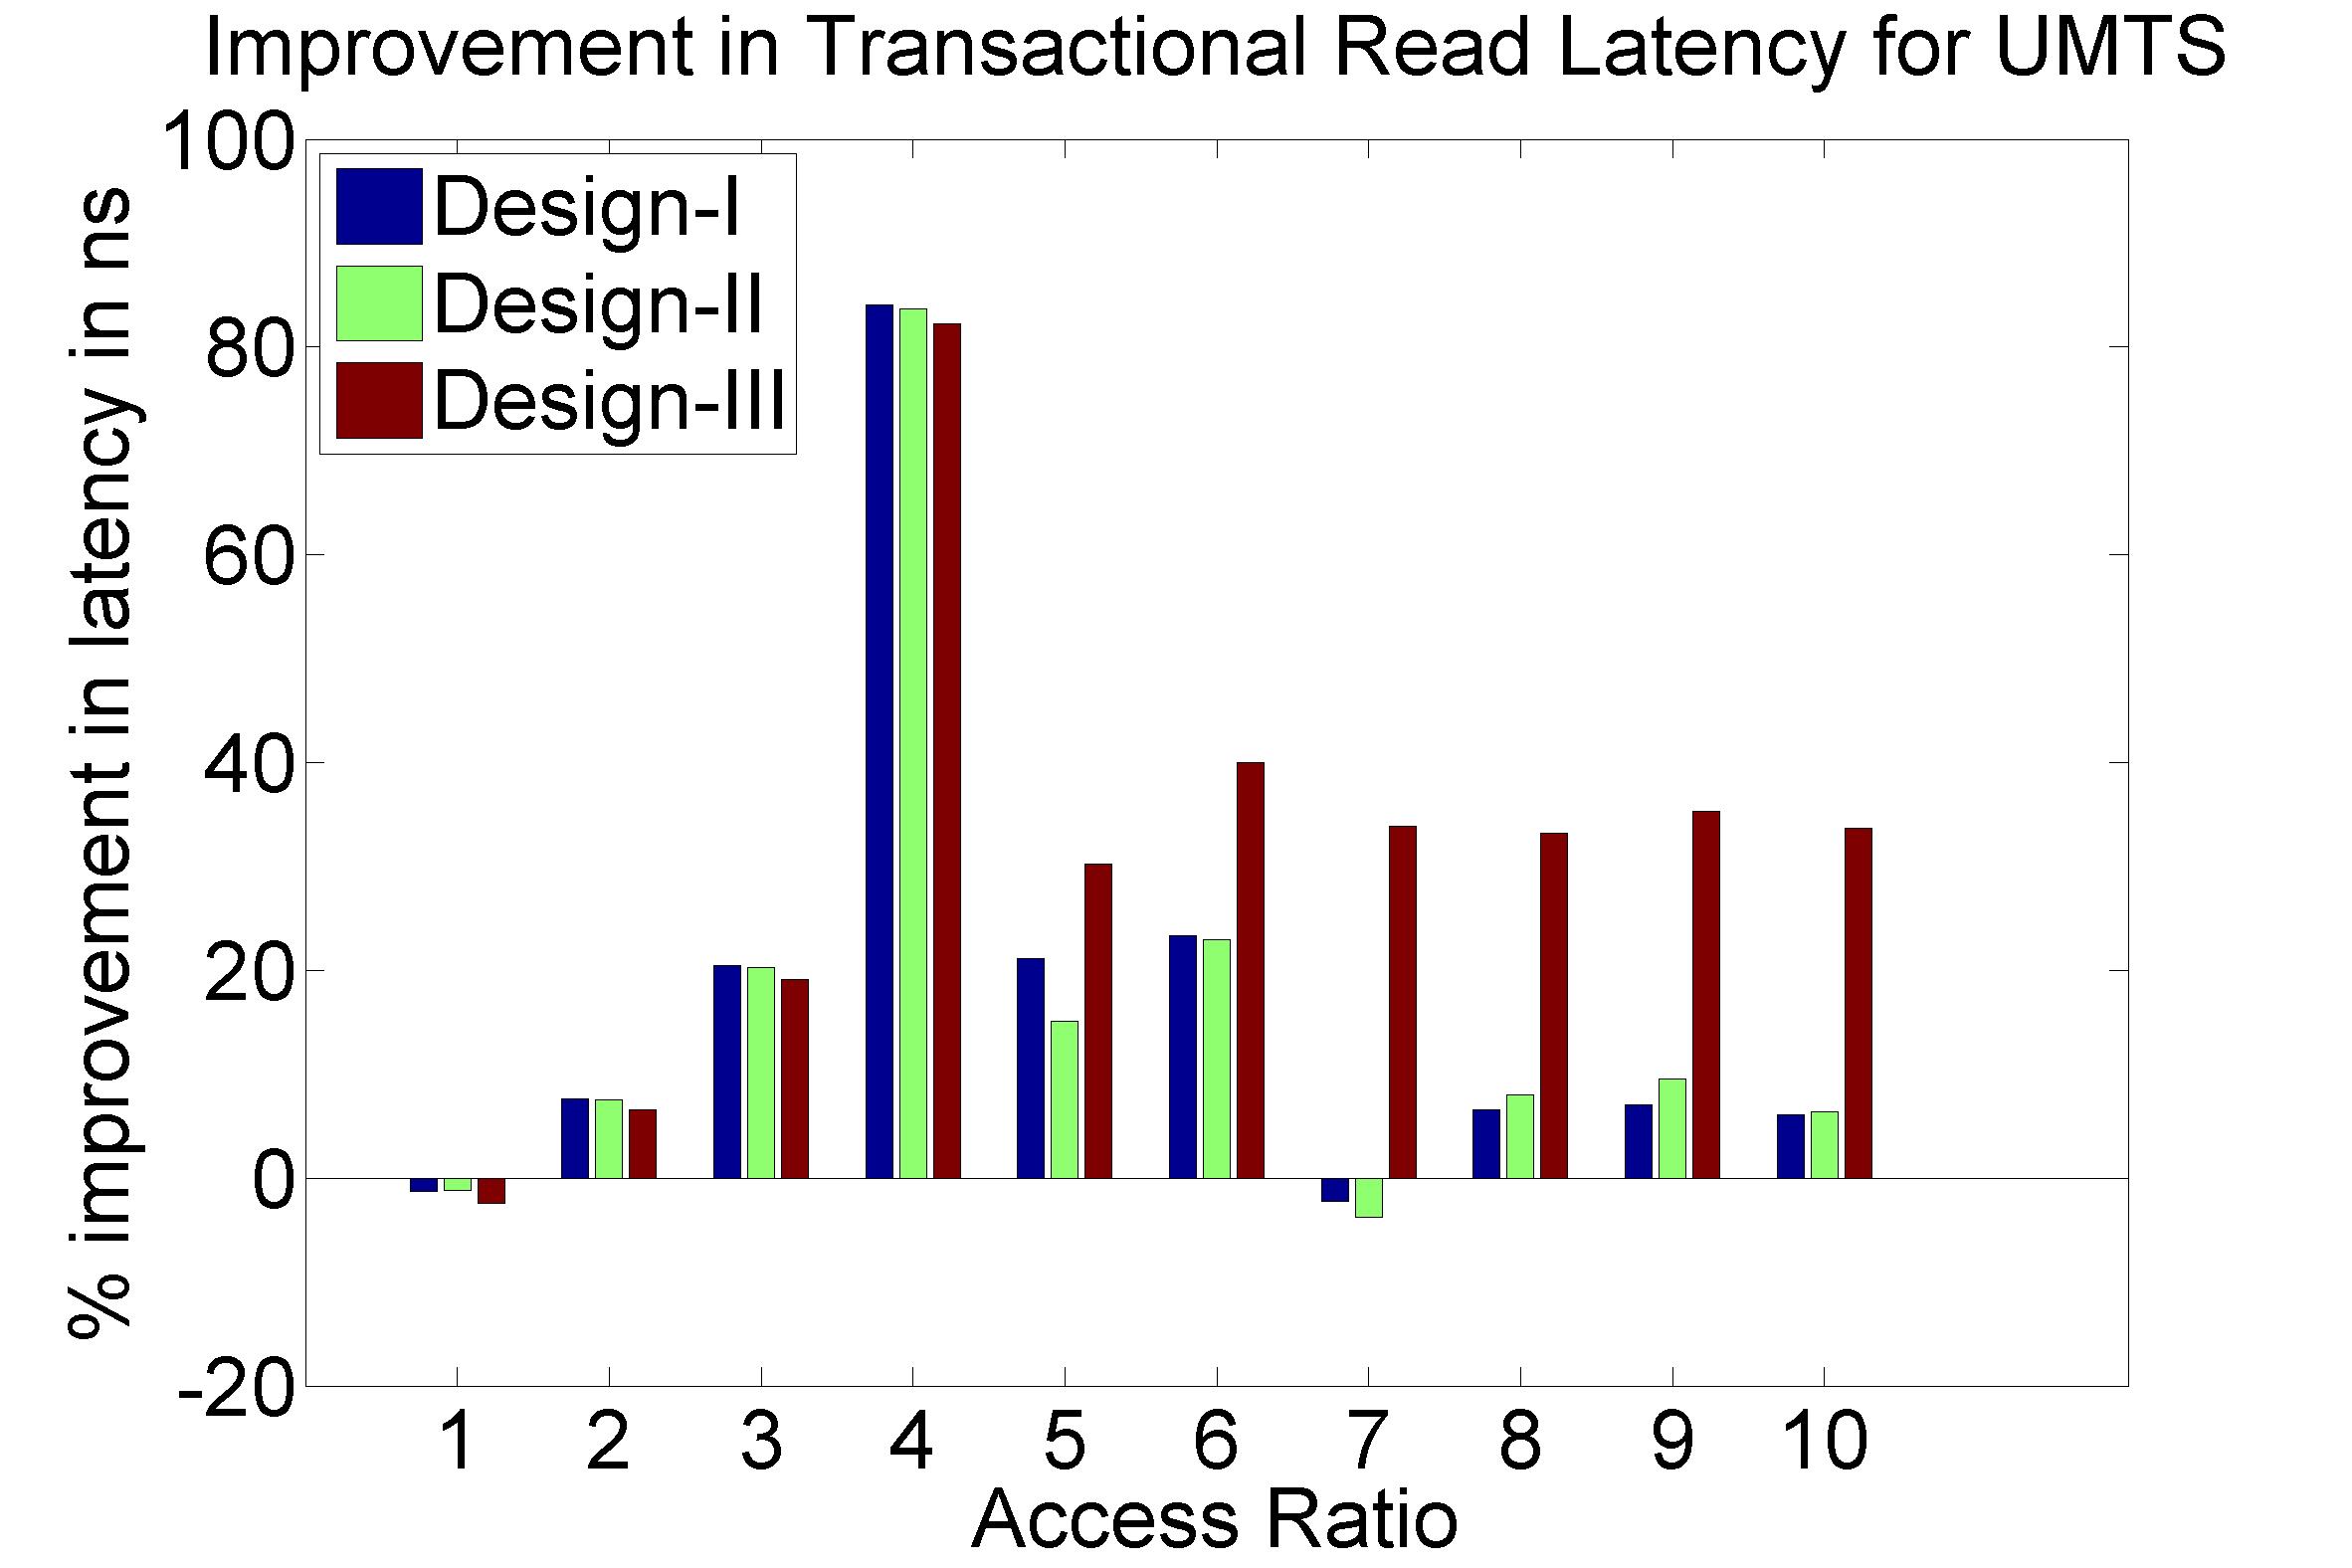 Improvement in Transactional Read Latency for UMTS
% improvement in latency in ns
100
80
60
40
20
0
-20
Design-I
Design-II
Design-III
1 2 3 4 5 6 7 8 9 10
Access Ratio